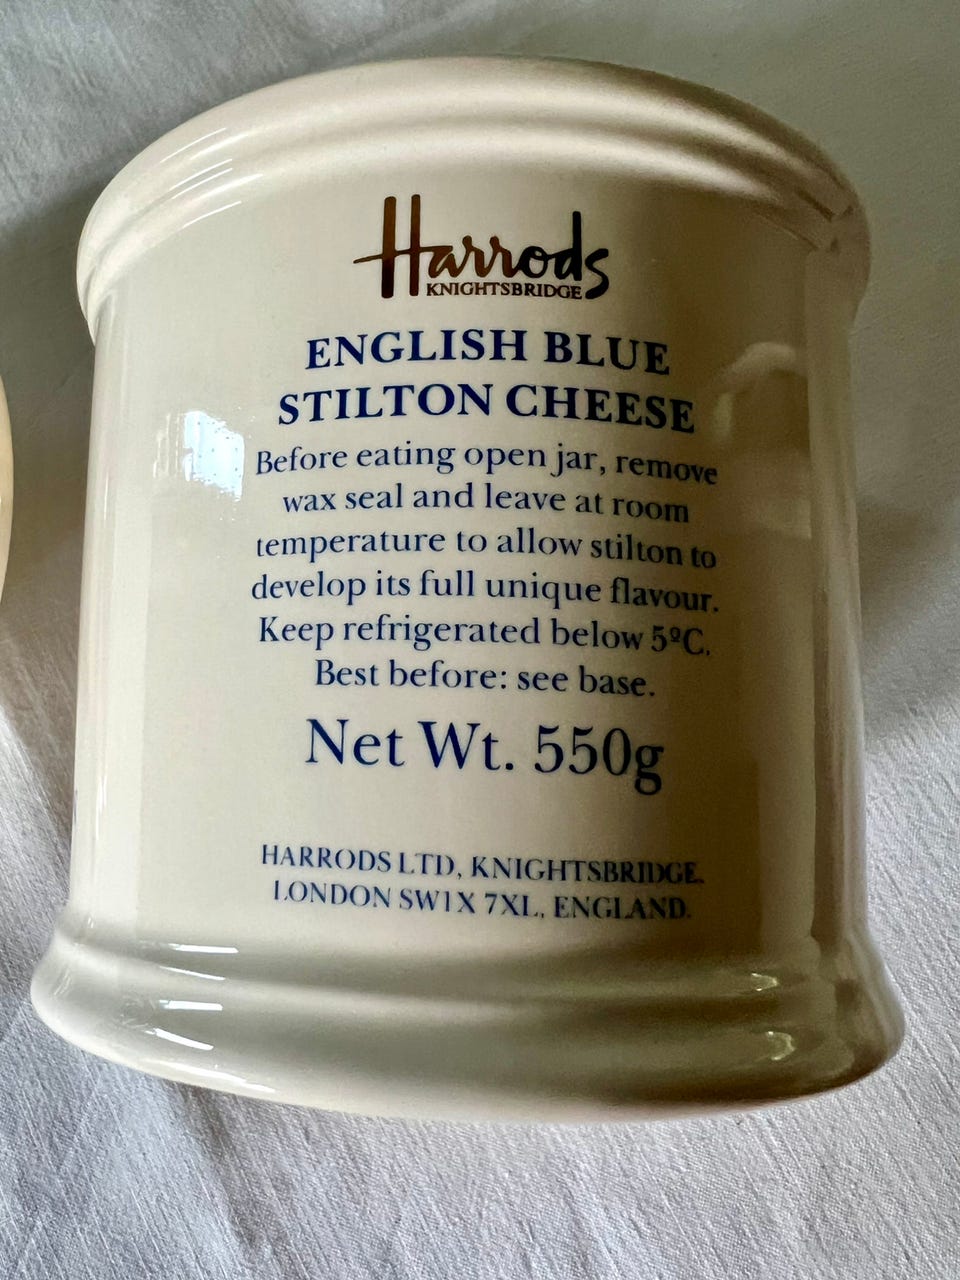 Harrods
KNIGHTSBRIDGE
ENGLISH BLUE
STILTON CHEESE
Before eating open jar, remove
wax seal and leave at room
temperature to allow stilton to
develop its full unique flavour.
Keep refrigerated below 5ºC.
Best before: see base.
Net Wt. 550g
HARRODS LTD, KNIGHTSBRIDGE.
LONDON SW1X 7XL, ENGLAND.